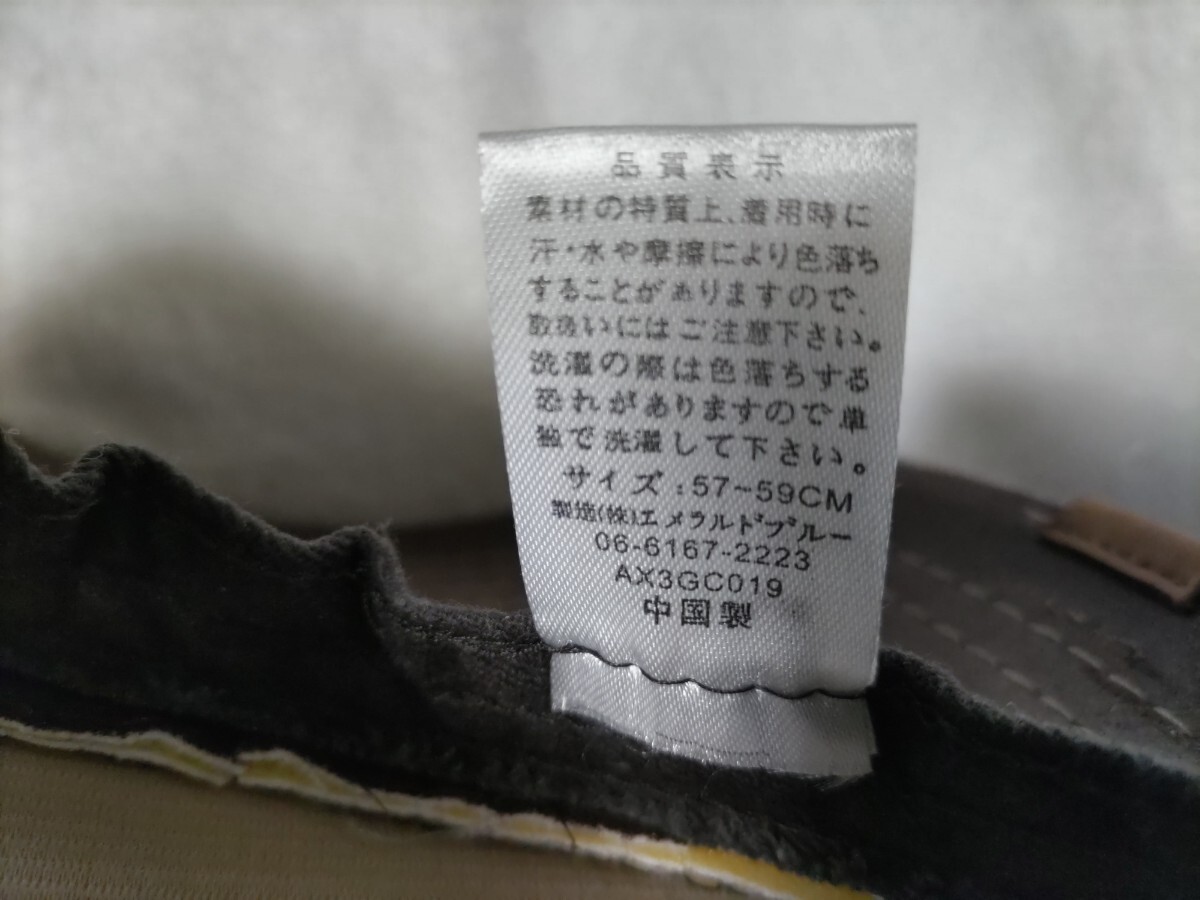 品質表示
素材の特質上、着用時に
汗・水や摩擦により色落ち
することがありますので、
取扱いにはご注意下さい。
洗濯の際は色落ちする
恐れがありますので単
独で洗濯して下さい。
サイズ:57~59CM
製造(株)エメラルドブルー
06-6167-2223
AX3GC019
中国製